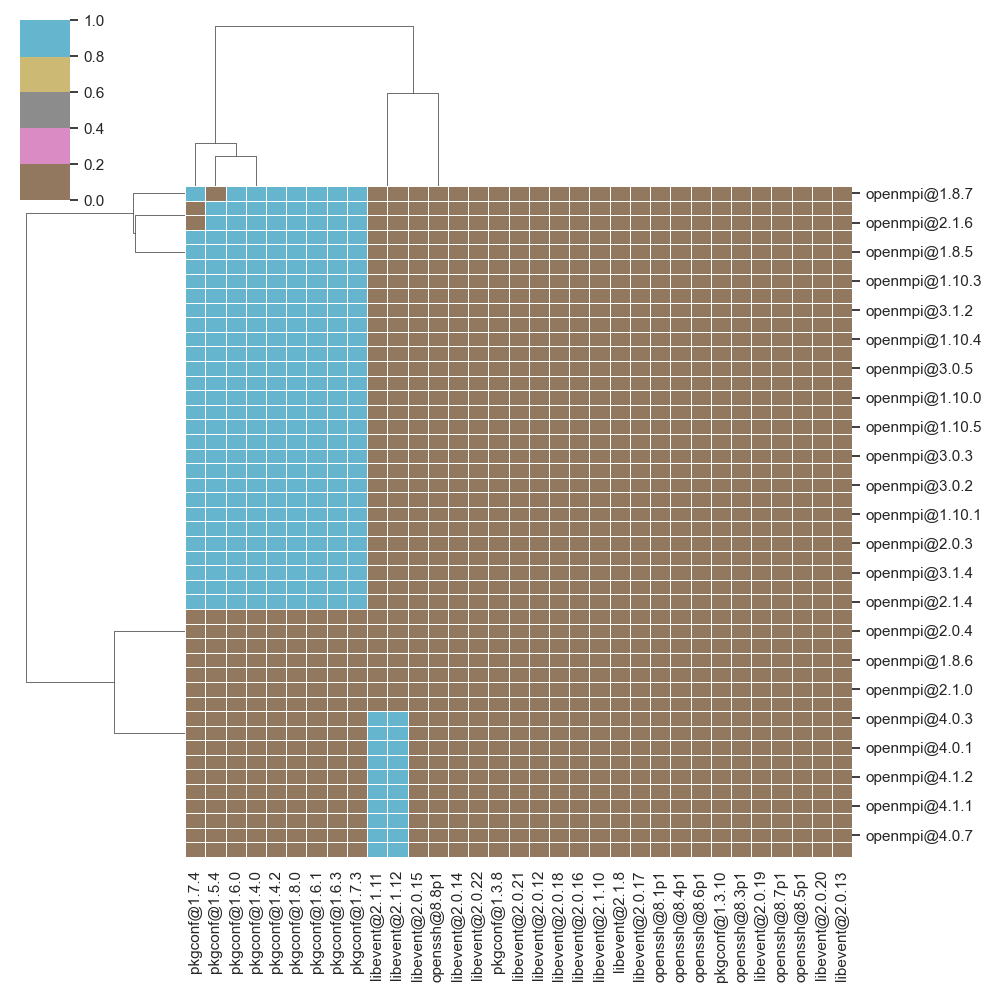 1.0
0.8
0.6
0.4
0.2
0.0
openmpi@1.8.7
openmpi@2.1.6
openmpi@1.8.5
openmpi@1.10.3
openmpi@3.1.2
openmpi@1.10.4
openmpi@3.0.5
openmpi@1.10.0
openmpi@1.10.5
openmpi@3.0.3
openmpi@3.0.2
openmpi@1.10.1
openmpi@2.0.3
openmpi@3.1.4
openmpi@2.1.4
openmpi@2.0.4
openmpi@1.8.6
openmpi@2.1.0
openmpi@4.0.3
openmpi@4.0.1
openmpi@4.1.2
openmpi@4.1.1
openmpi@4.0.7
pkgconf@1.7.4
pkgconf@1.5.4
pkgconf@1.6.0
pkgconf@1.4.0
pkgconf@1.4.2
pkgconf@1.8.0
pkgconf@1.6.1
pkgconf@1.6.3
pkgconf@1.7.3
libevent@2.1.11
libevent@2.1.12
libevent@2.0.15
openssh@8.8p1
libevent@2.0.14
libevent@2.0.22
pkgconf@1.3.8
libevent@2.0.21
libevent@2.0.12
libevent@2.0.18
libevent@2.0.16
libevent@2.1.10
libevent@2.1.8
libevent@2.0.17
openssh@8.1p1
openssh@8.4p1
openssh@8.6p1
pkgconf@1.3.10
openssh@8.3p1
libevent@2.0.19
openssh@8.7p1
openssh@8.5p1
libevent@2.0.20
libevent@2.0.13